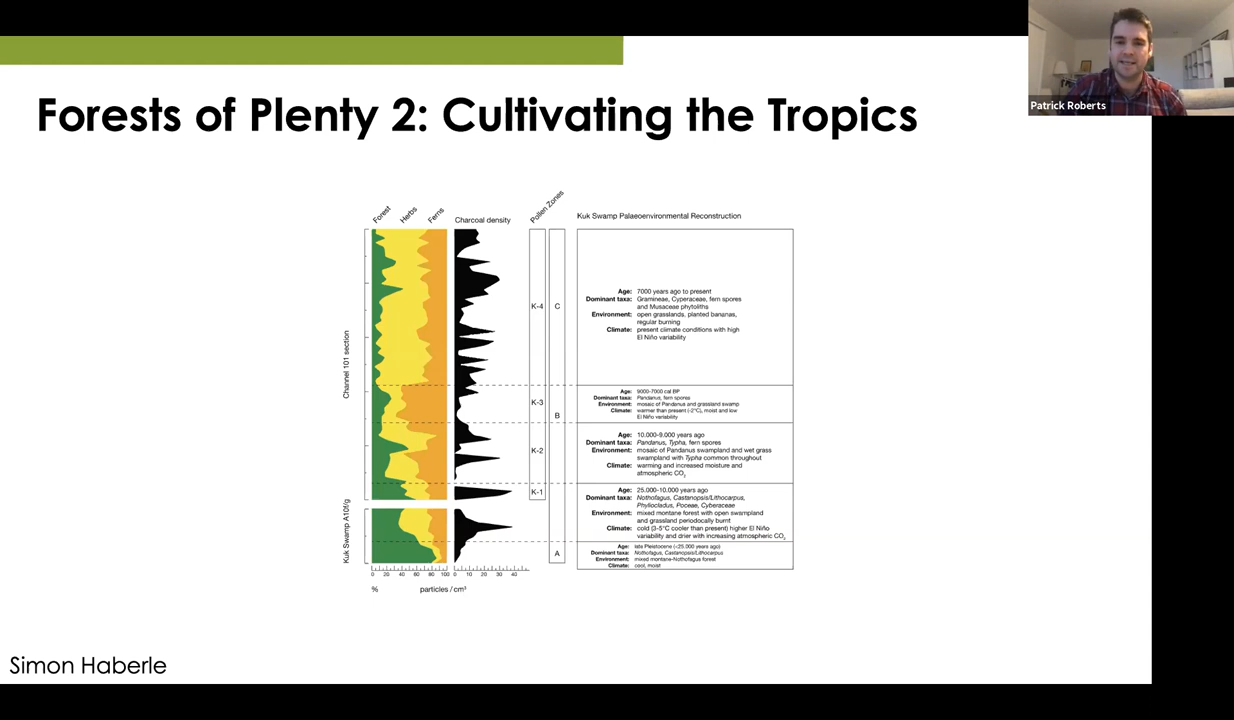 Patrick Roberts
Forests of Plenty 2: Cultivating the Tropics
Forest
Herbs
Ferns
Charcoal density
Pollen Zones
Kuk Swamp Palaeoenvironmental Reconstruction
Channel 101 section
Kuk Swamp A10f/g
K-4
C
K-3
B
K-2
K-1
A
Age: 7000 years ago to present
Dominant taxa: Gramineae, Cyperaceae, fern spores
and Musaceae phytoliths
Environment: open grasslands, planted bananas,
regular burning
Climate: present climate conditions with high
El Niño variability
Age: 9000-7000 cal BP
Dominant taxa: Pandanus, fern sponsa
Environment: mosaic of Pandanus and grassland swamp
Climate: warmer than present (-2°C), moist and low
El Niño variability
Age: 10.000-9.000 years ago
Dominant taxa: Pandanus, Typha, fern spores
Environment: mosaic of Pandanus swampland and wet grass
swampland with Typha common throughout
Climate: warming and increased moisture and
atmospheric CO2
Age: 25.000-10.000 years ago
Dominant taxa: Nothofagus, Castanopsis/Lithocarpus,
Phyllocladus, Poceae, Cyberaceae
Environment: mixed montane forest with open swampland
and grassland periodocally burnt
Climate: cold (3-5°C cooler than present) higher El Niño
variability and drier with increasing atmospheric CO2
Age: late Pleistocene (<25.000 years ago)
Dominant taxa: Nothofagus, Castanopsis/Lithocarpus
Environment: mixed montane-Nothofagus forest
Climate: cool, moist
0 20 40 60 80 100 0 10 20 30 40
% particles / cm³
Simon Haberle